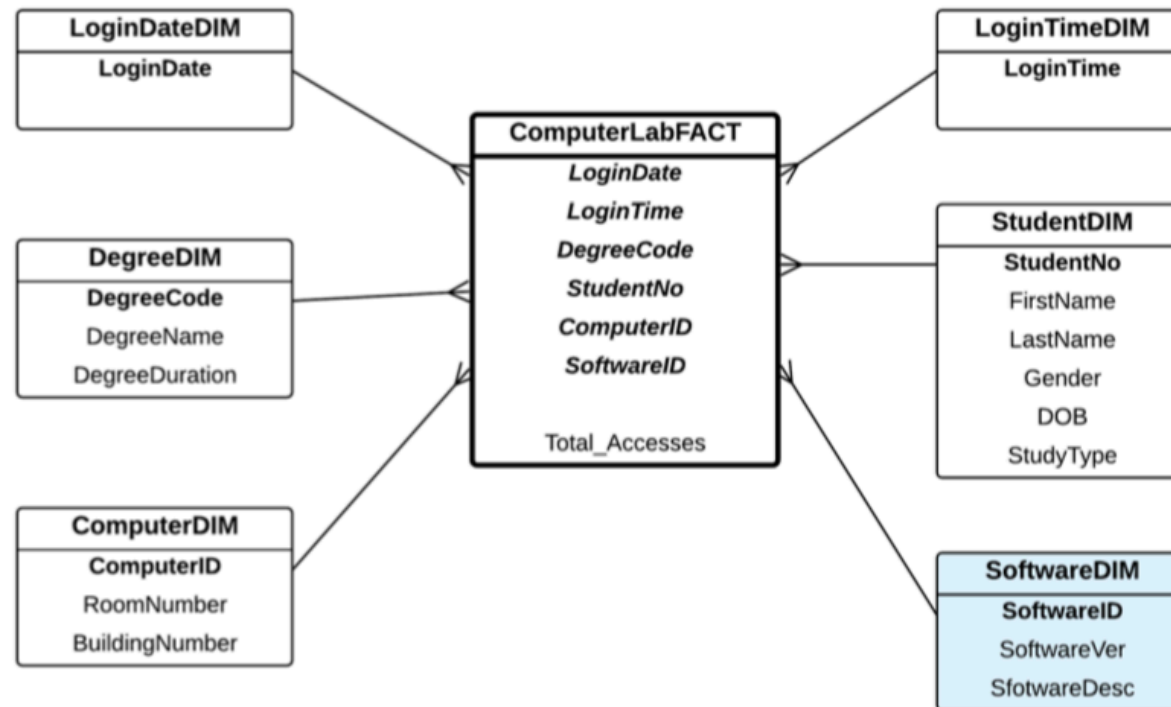 LoginDateDIM
LoginDate
DegreeDIM
DegreeCode
DegreeName
DegreeDuration
ComputerDIM
ComputerID
RoomNumber
BuildingNumber
ComputerLabFACT
LoginDate
LoginTime
DegreeCode
StudentNo
ComputerID
SoftwareID
Total_Accesses
LoginTimeDIM
LoginTime
StudentDIM
StudentNo
FirstName
LastName
Gender
DOB
StudyType
SoftwareDIM
SoftwareID
SoftwareVer
SfotwareDesc